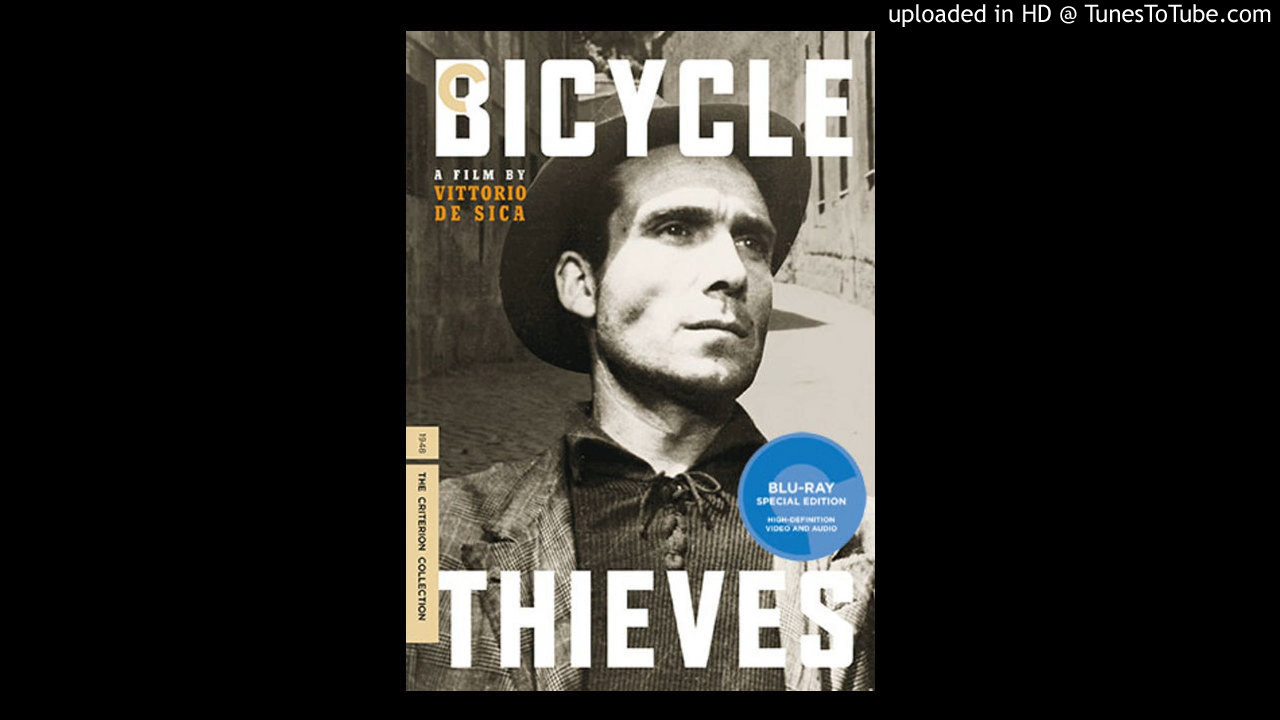 uploaded in HD @ TunesToTube.com
BICYCLE
A FILM BY
VITTORIO
DE SICA
1948
THE CRITERION COLLECTION
BLU-RAY
SPECIAL EDITION
HIGH-DEFINITION
VIDEO AND AUDIO
THIEVES